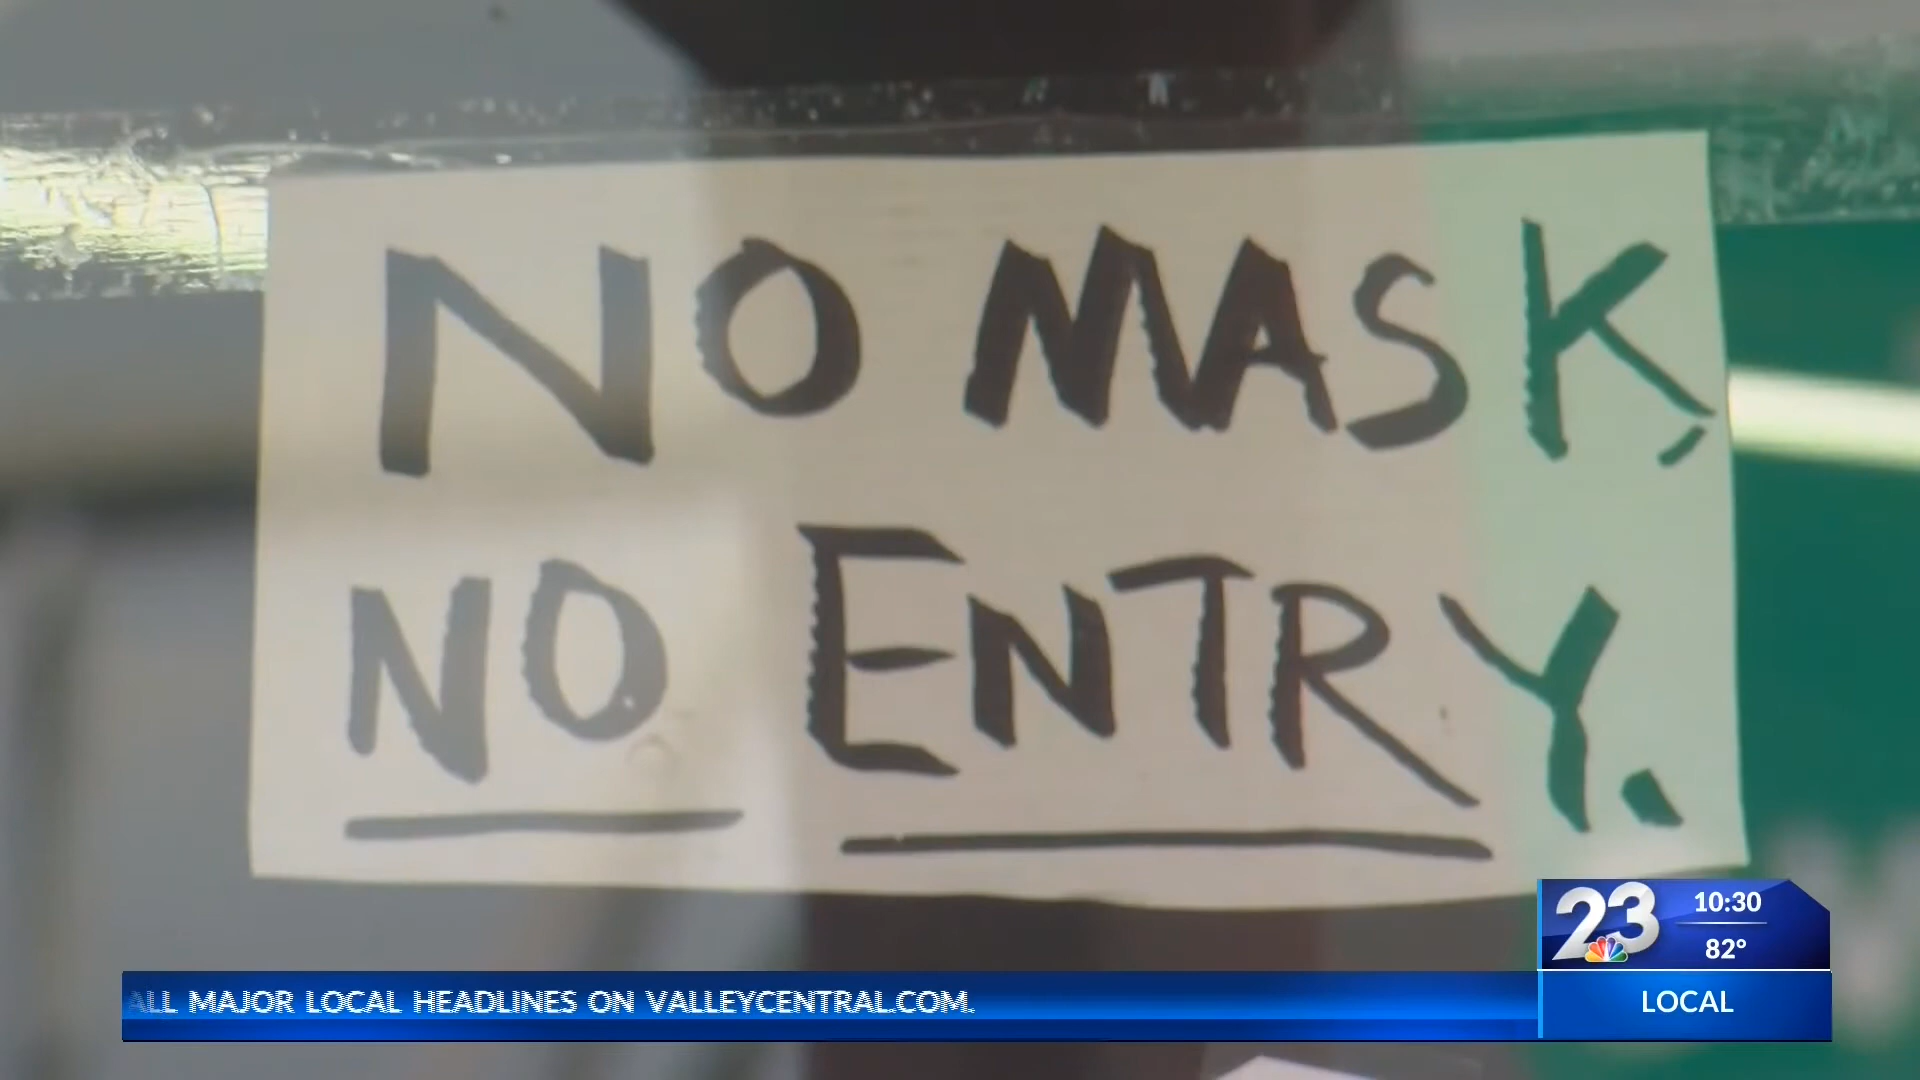 NO MASK,
NO ENTRY.
23
10:30
82°
ALL MAJOR LOCAL HEADLINES ON VALLEYCENTRAL.COM.
LOCAL